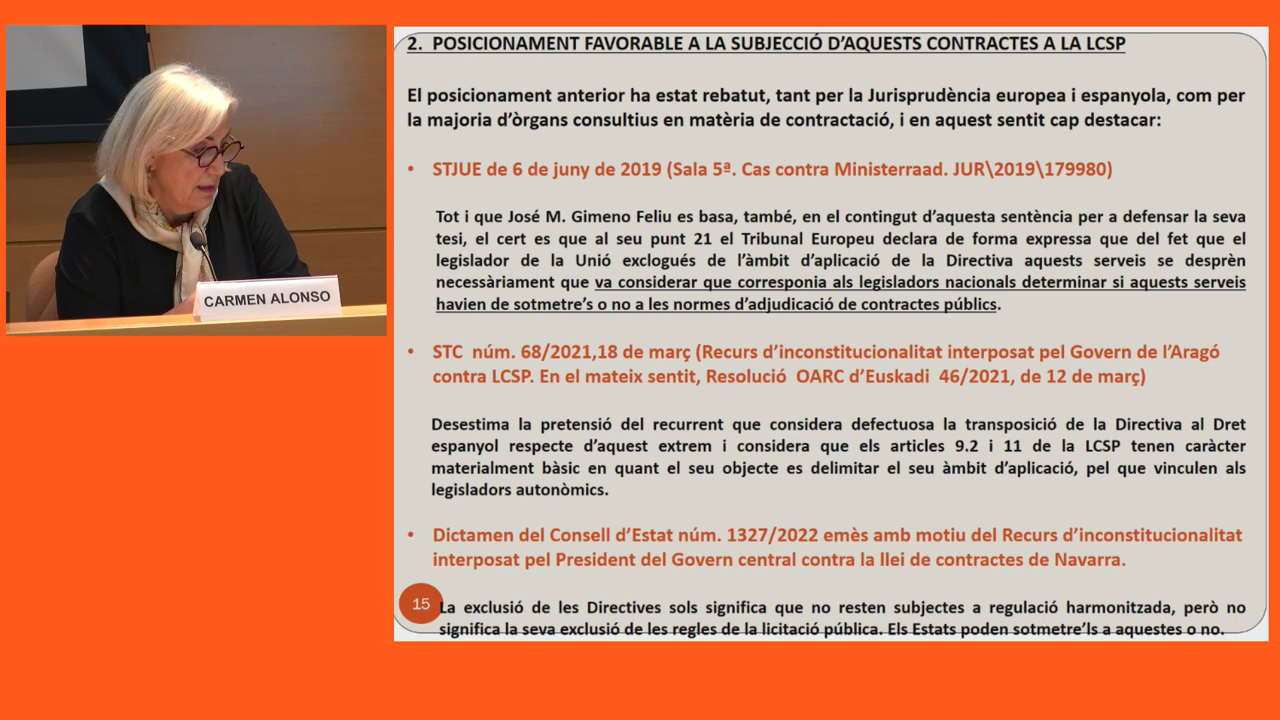 CARMEN ALONSO
2. POSICIONAMENT FAVORABLE A LA SUBJECCIÓ D'AQUESTS CONTRACTES A LA LCSP
El posicionament anterior ha estat rebatut, tant per la Jurisprudència europea i espanyola, com per
la majoria d'òrgans consultius en matèria de contractació, i en aquest sentit cap destacar:
• STJUE de 6 de juny de 2019 (Sala 5ª. Cas contra Ministerraad. JUR\2019\179980)
Tot i que José M. Gimeno Feliu es basa, també, en el contingut d'aquesta sentència per a defensar la seva
tesi, el cert es que al seu punt 21 el Tribunal Europeu declara de forma expressa que del fet que el
legislador de la Unió exclogués de l'àmbit d'aplicació de la Directiva aquests serveis se desprèn
necessàriament que va considerar que corresponia als legisladors nacionals determinar si aquests serveis
havien de sotmetre's o no a les normes d'adjudicació de contractes públics.
• STC núm. 68/2021,18 de març (Recurs d'inconstitucionalitat interposat pel Govern de l'Aragó
contra LCSP. En el mateix sentit, Resolució OARC d'Euskadi 46/2021, de 12 de març)
Desestima la pretensió del recurrent que considera defectuosa la transposició de la Directiva al Dret
espanyol respecte d'aquest extrem i considera que els articles 9.2 i 11 de la LCSP tenen caràcter
materialment bàsic en quant el seu objecte es delimitar el seu àmbit d'aplicació, pel que vinculen als
legisladors autonòmics.
• Dictamen del Consell d'Estat núm. 1327/2022 emès amb motiu del Recurs d'inconstitucionalitat
interposat pel President del Govern central contra la llei de contractes de Navarra.
15
La exclusió de les Directives sols significa que no resten subjectes a regulació harmonitzada, però no
significa la seva exclusió de les regles de la licitació pública. Els Estats poden sotmetre'ls a aquestes o no.